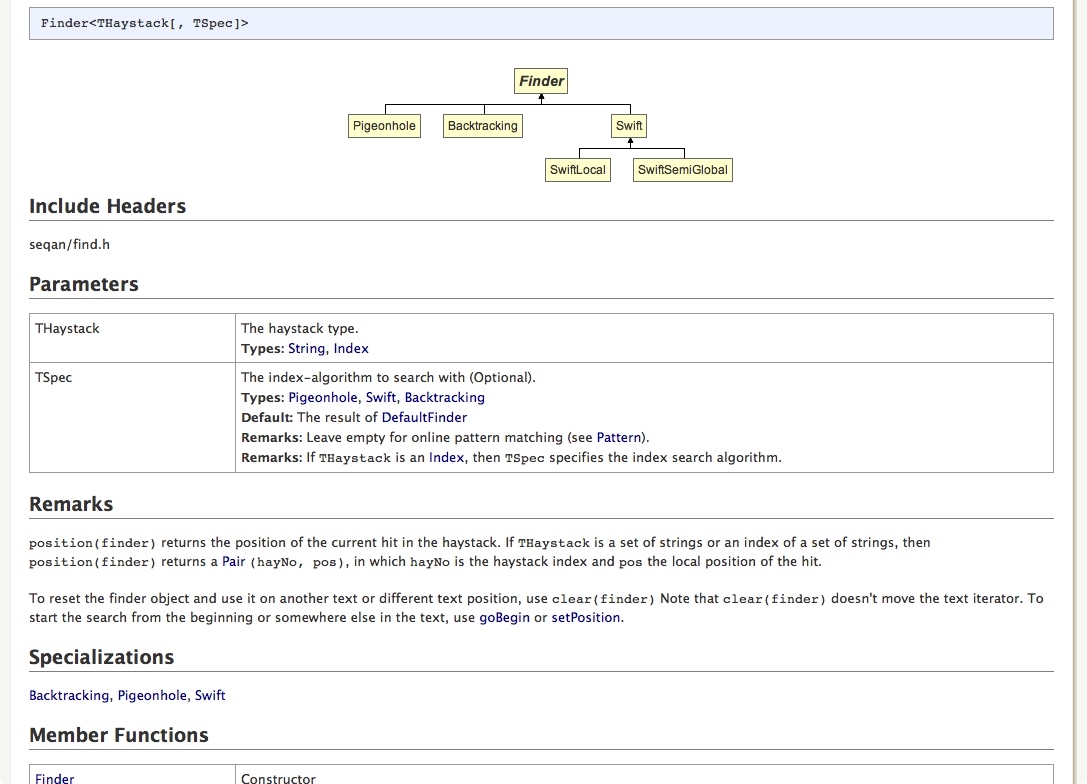 Finder<THaystack[, TSpec]>
Finder
Pigeonhole Backtracking Swift
SwiftLocal SwiftSemiGlobal
Include Headers
seqan/find.h
Parameters
THaystack The haystack type.
Types: String, Index
TSpec The index-algorithm to search with (Optional).
Types: Pigeonhole, Swift, Backtracking
Default: The result of DefaultFinder
Remarks: Leave empty for online pattern matching (see Pattern).
Remarks: If THaystack is an Index, then TSpec specifies the index search algorithm.
Remarks
position(finder) returns the position of the current hit in the haystack. If THaystack is a set of strings or an index of a set of strings, then
position(finder) returns a Pair (hayNo, pos), in which hayNo is the haystack index and pos the local position of the hit.
To reset the finder object and use it on another text or different text position, use clear(finder) Note that clear(finder) doesn't move the text iterator. To
start the search from the beginning or somewhere else in the text, use goBegin or setPosition.
Specializations
Backtracking, Pigeonhole, Swift
Member Functions
Finder Constructor